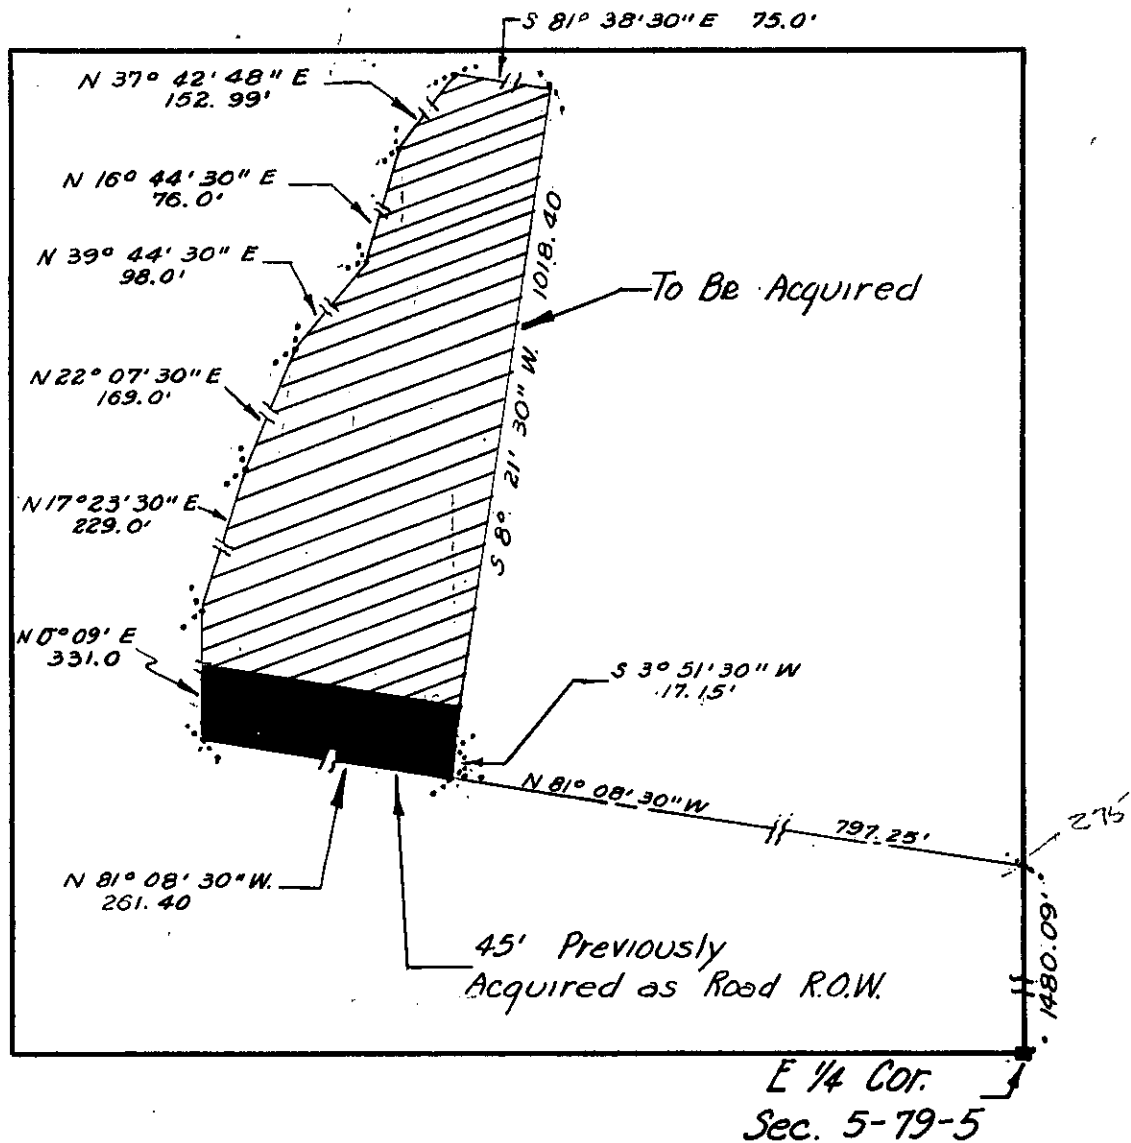 S 81° 38'30" E 75.0'
N 37° 42' 48" E
152.99'
N 16° 44' 30" E
76.0'
N 39° 44' 30" E
98.0'
1018.40
To Be Acquired
N 22° 07' 30" E
169.0'
S 8° 21' 30" W.
N 17° 23' 30" E
229.0'
N 0° 09' E
331.0
S 3° 51' 30" W
17.15'
N 81° 08' 30" W
797.25'
275'
N 81° 08' 30" W.
261.40
45' Previously
Acquired as Road R.O.W.
1480.09'
E 1/4 Cor.
Sec. 5-79-5